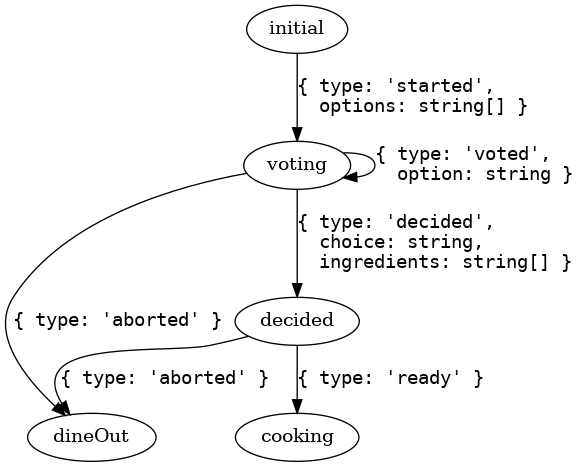 initial
{ type: 'started',
options: string[] }
voting
{ type: 'voted',
option: string }
{ type: 'decided',
choice: string,
ingredients: string[] }
{ type: 'aborted' }
decided
{ type: 'aborted' }
{ type: 'ready' }
dineOut
cooking